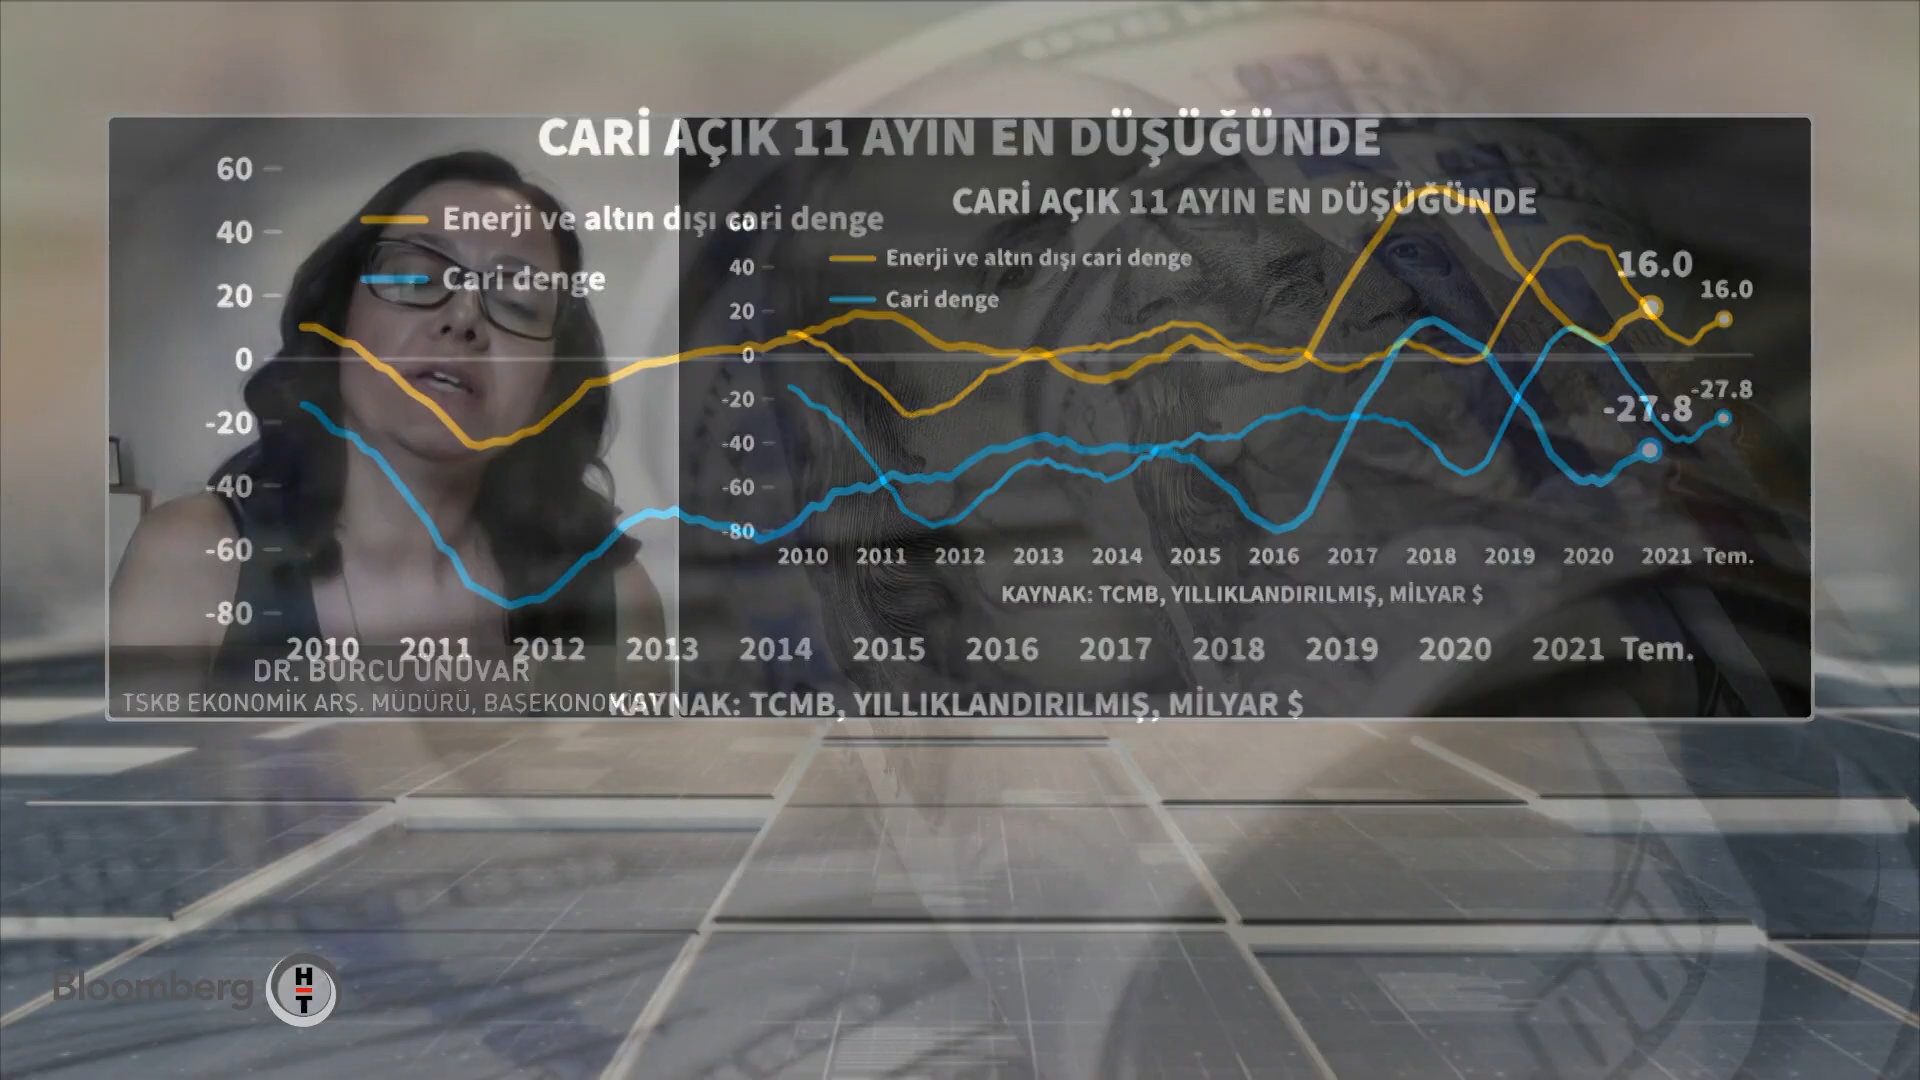 CARİ AÇIK 11 AYIN EN DÜŞÜĞÜNDE
60
40
20
0
-20
-40
-60
-80
Enerji ve altın dışı cari denge
Cari denge
16.0
-27.8
2010 2011 2012 2013 2014 2015 2016 2017 2018 2019 2020 2021 Tem.
KAYNAK: TCMB, YILLIKLANDIRILMIŞ, MİLYAR $
CARİ AÇIK 11 AYIN EN DÜŞÜĞÜNDE
60
40
20
0
-20
-40
-60
-80
Enerji ve altın dışı cari denge
Cari denge
16.0
-27.8
2010 2011 2012 2013 2014 2015 2016 2017 2018 2019 2020 2021 Tem.
KAYNAK: TCMB, YILLIKLANDIRILMIŞ, MİLYAR $
DR. BURCU ÜNÜVAR
TSKB EKONOMİK ARŞ. MÜDÜRÜ, BAŞEKONOMİST
Bloomberg HT